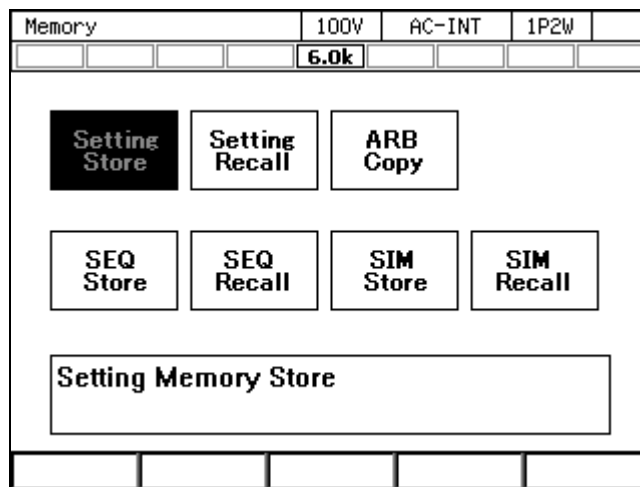 Memory 100V AC-INT 1P2W
6.0k
Setting Store
Setting Recall
ARB Copy
SEQ Store
SEQ Recall
SIM Store
SIM Recall
Setting Memory Store